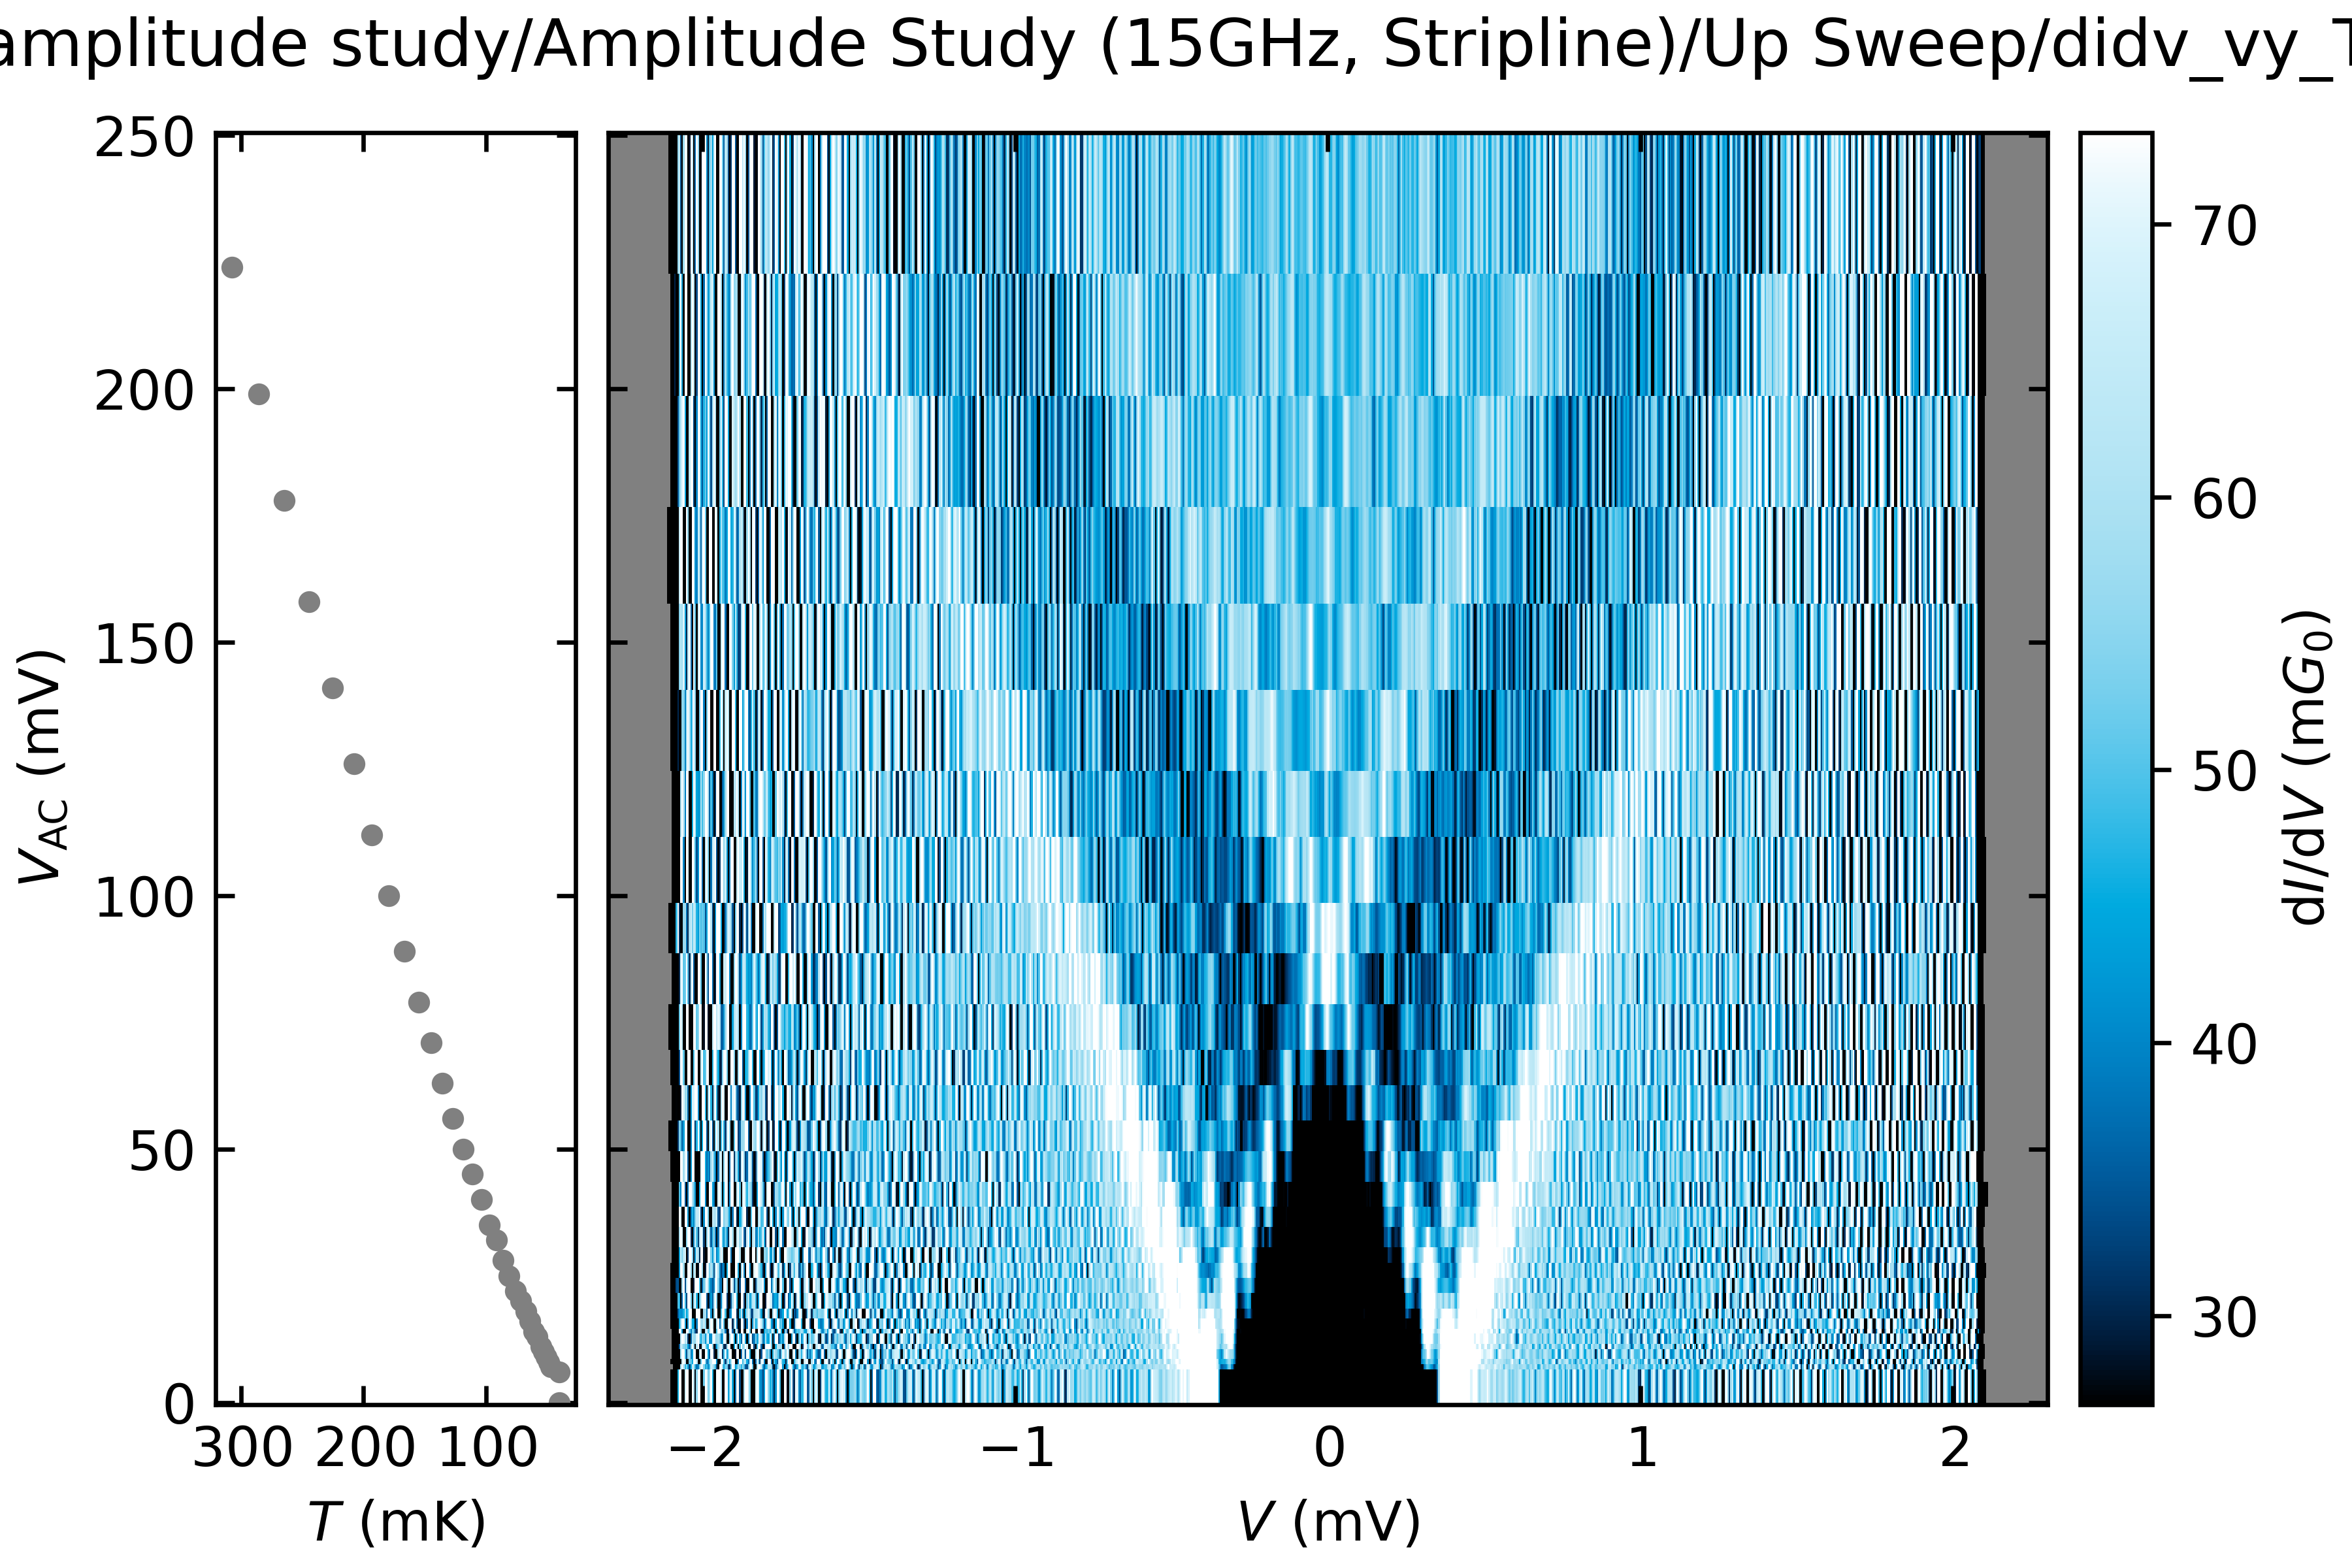 amplitude study/Amplitude Study (15GHz, Stripline)/Up Sweep/didv_vy_T
250
200
150
100
50
0
V_AC (mV)
300 200 100
T (mK)
−2 −1 0 1 2
V (mV)
70
60
50
40
30
dI/dV (mG₀)